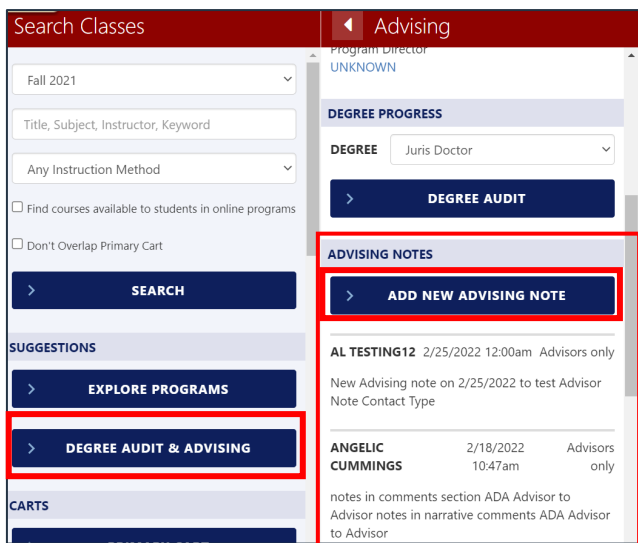 Search Classes
Fall 2021
Title, Subject, Instructor, Keyword
Any Instruction Method
Find courses available to students in online programs
Don't Overlap Primary Cart
SEARCH
SUGGESTIONS
EXPLORE PROGRAMS
DEGREE AUDIT & ADVISING
CARTS
PRIMARY CART
Advising
Program Director
UNKNOWN
DEGREE PROGRESS
DEGREE Juris Doctor
DEGREE AUDIT
ADVISING NOTES
ADD NEW ADVISING NOTE
AL TESTING12 2/25/2022 12:00am Advisors only
New Advising note on 2/25/2022 to test Advisor
Note Contact Type
ANGELIC 2/18/2022 Advisors
CUMMINGS 10:47am only
notes in comments section ADA Advisor to
Advisor notes in narrative comments ADA Advisor
to Advisor